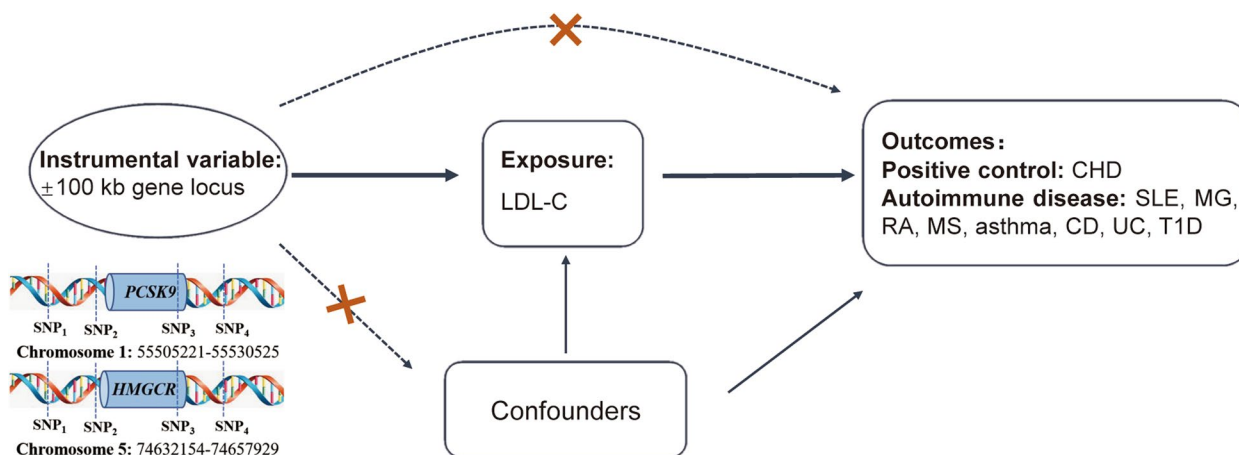 Instrumental variable:
±100 kb gene locus
Exposure:
LDL-C
Outcomes:
Positive control: CHD
Autoimmune disease: SLE, MG,
RA, MS, asthma, CD, UC, T1D
PCSK9
SNP1 SNP2 SNP3 SNP4
Chromosome 1: 55505221-55530525
HMGCR
SNP1 SNP2 SNP3 SNP4
Chromosome 5: 74632154-74657929
Confounders